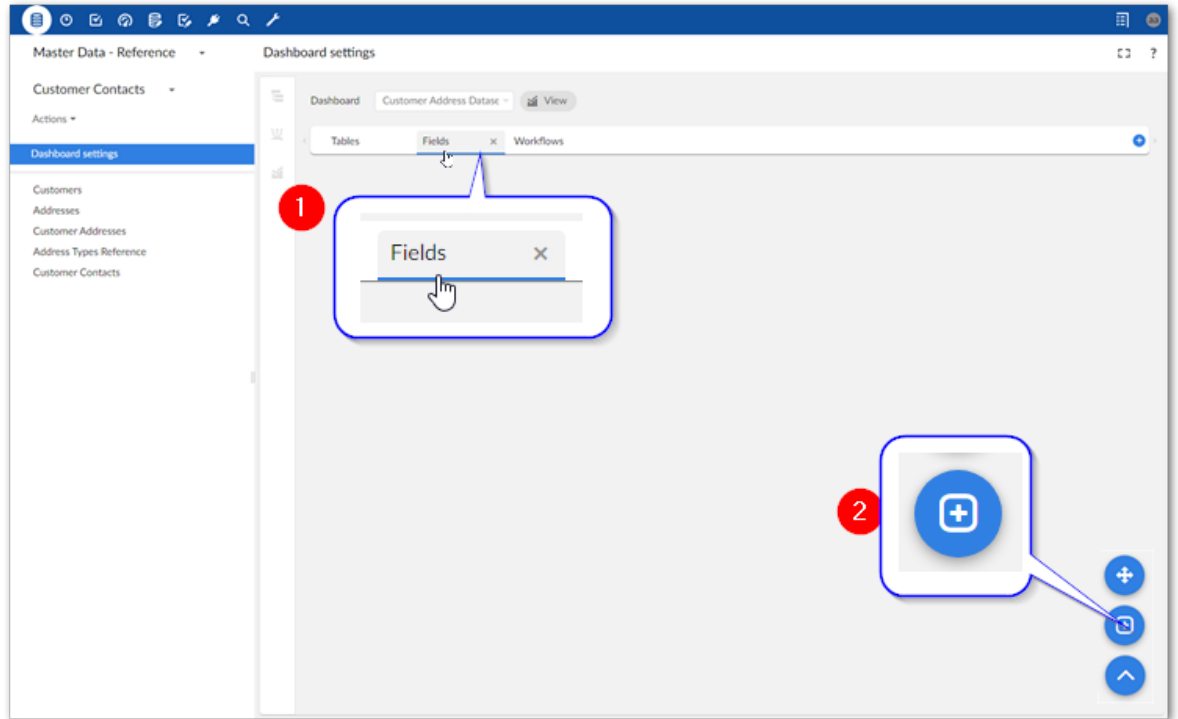 Master Data - Reference
Dashboard settings
?
Customer Contacts
Actions
Dashboard Customer Address Datase View
Dashboard settings
Tables Fields × Workflows
Customers
Addresses
Customer Addresses
Address Types Reference
Customer Contacts
1
Fields ×
2